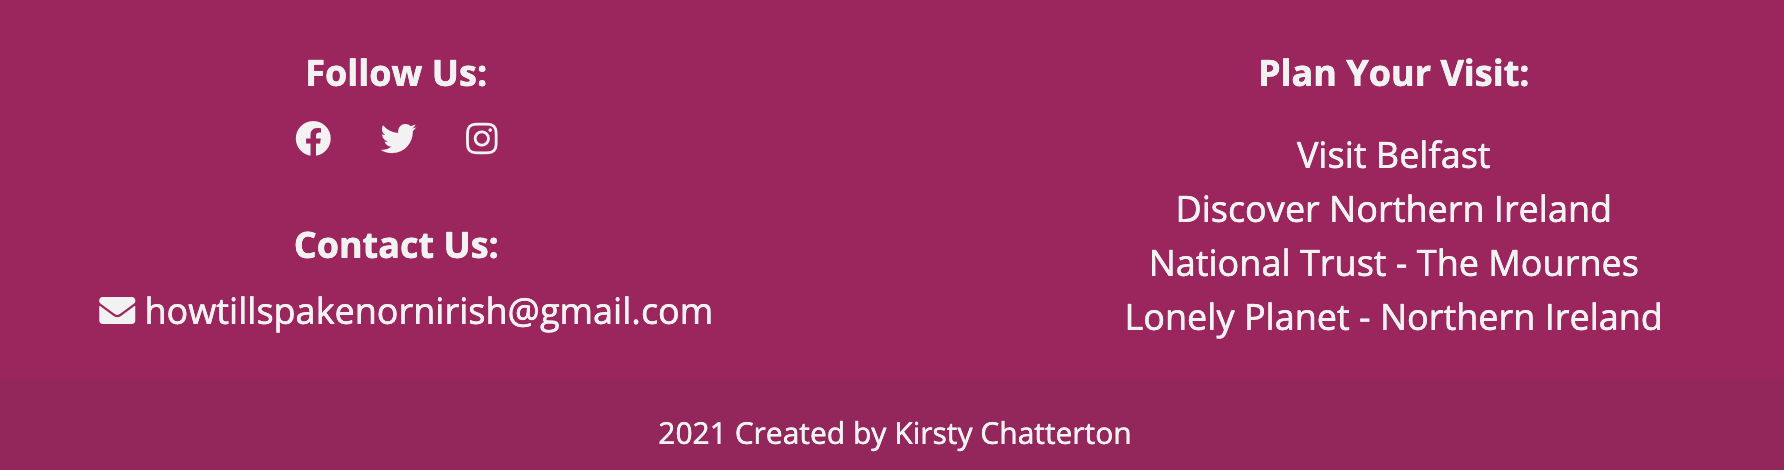 Follow Us:
Contact Us:
howtillspakenornirish@gmail.com
Plan Your Visit:
Visit Belfast
Discover Northern Ireland
National Trust - The Mournes
Lonely Planet - Northern Ireland
2021 Created by Kirsty Chatterton